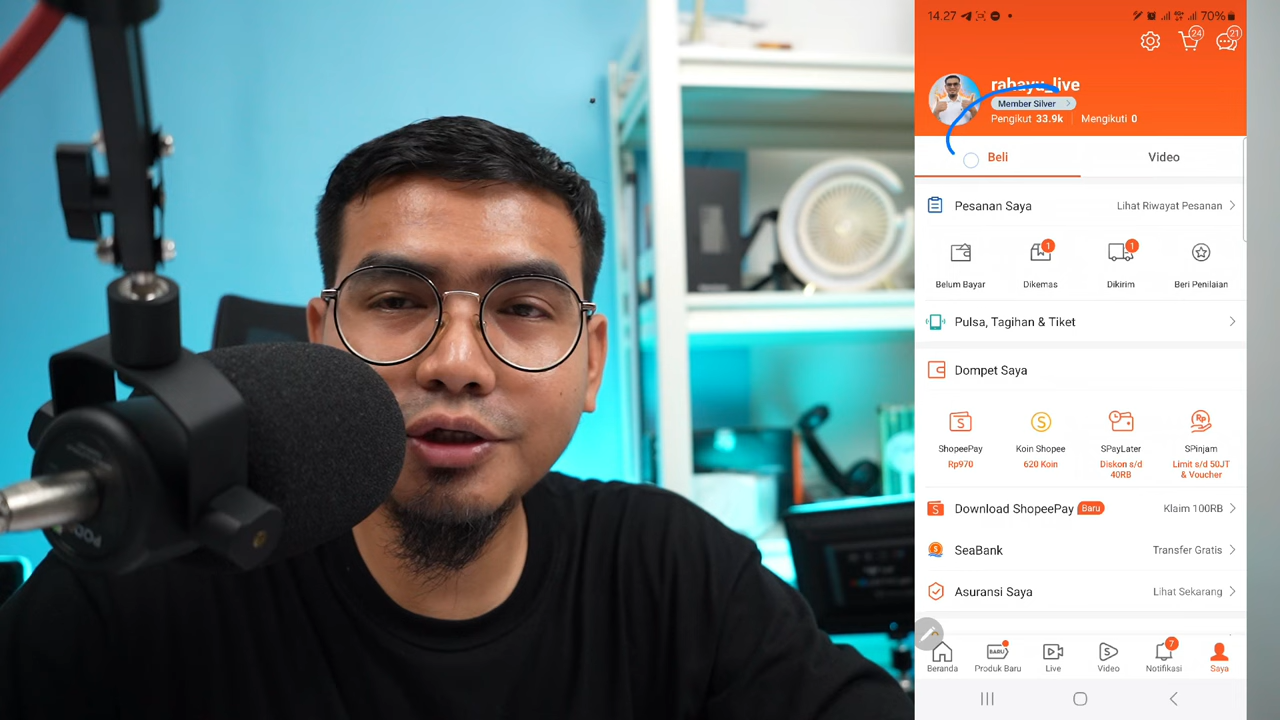 14.27
70%
24
21
rahayu_live
Member Silver
Pengikut 33.9k
Mengikuti 0
Beli
Video
Pesanan Saya
Lihat Riwayat Pesanan
1
1
Belum Bayar
Dikemas
Dikirim
Beri Penilaian
Pulsa, Tagihan & Tiket
Dompet Saya
ShopeePay
Koin Shopee
SPayLater
SPinjam
Rp970
620 Koin
Diskon s/d
40RB
Limit s/d 50JT
& Voucher
Download ShopeePay
Baru
Klaim 100RB
SeaBank
Transfer Gratis
Asuransi Saya
Lihat Sekarang
BARU
7
Beranda
Produk Baru
Live
Video
Notifikasi
Saya